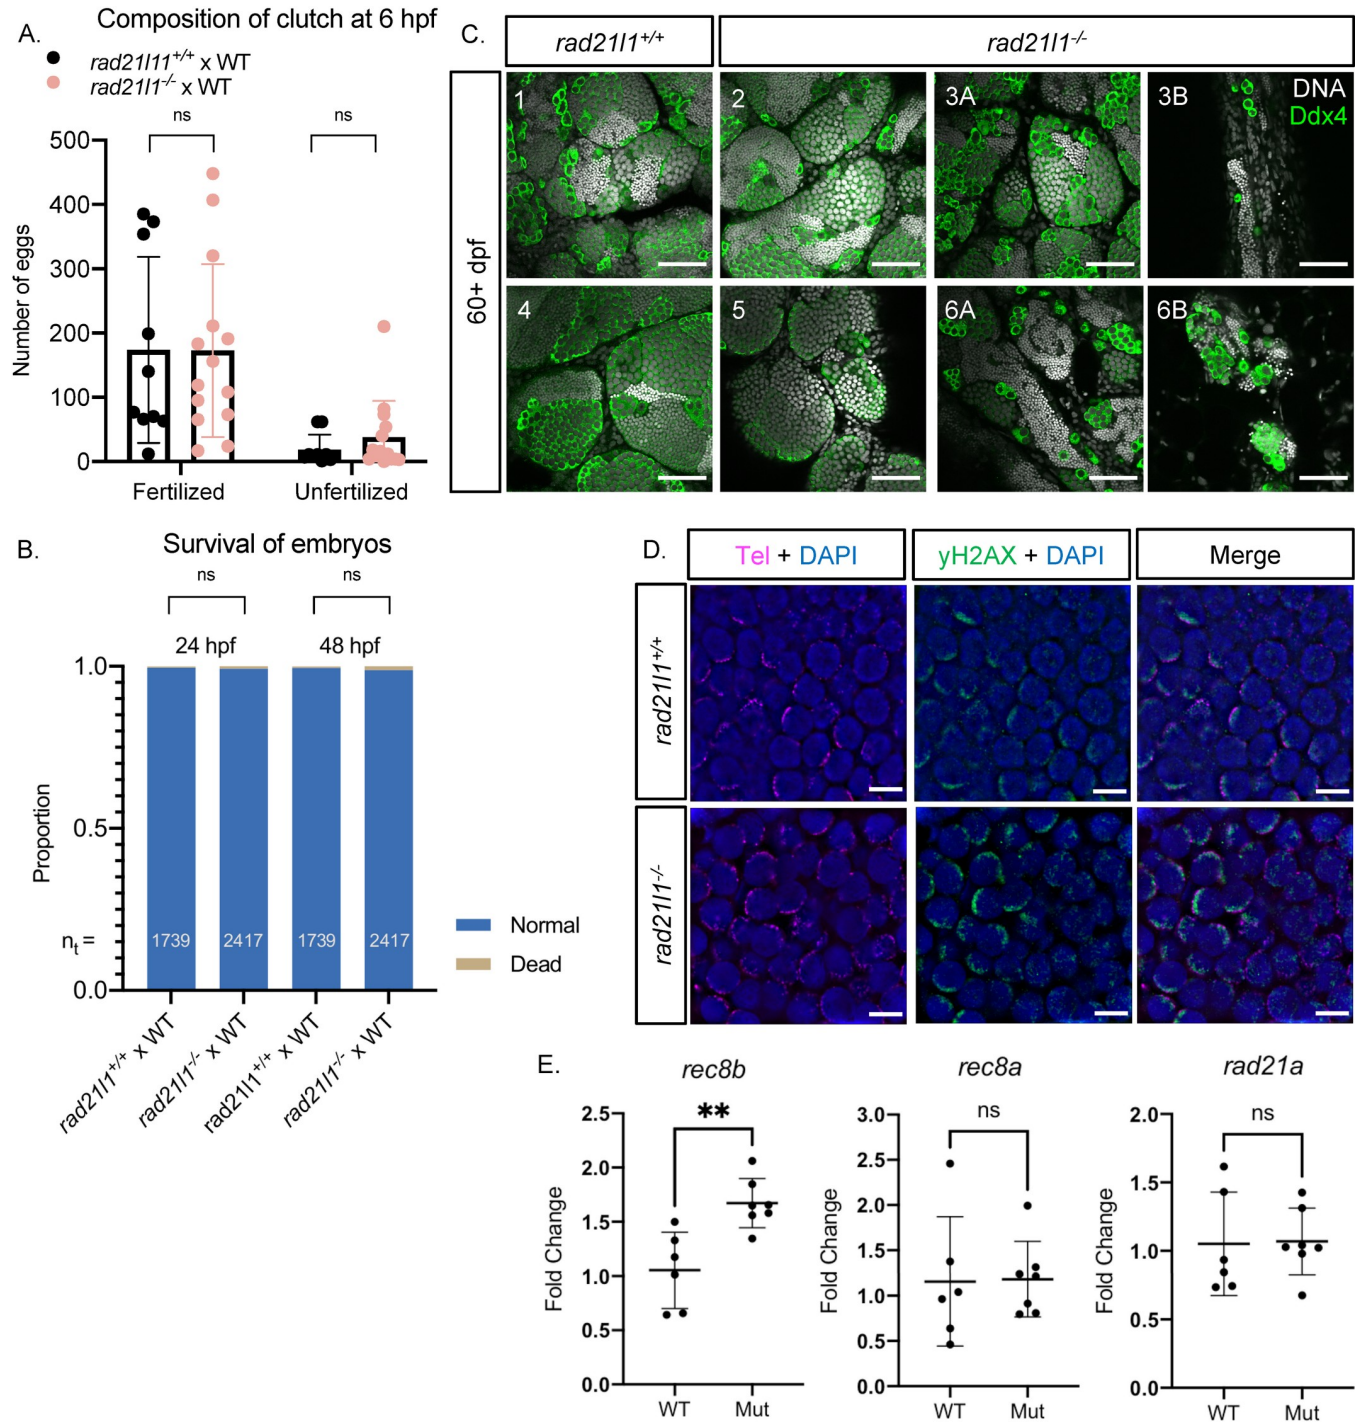 A.
Composition of clutch at 6 hpf
rad21l11+/+ x WT
rad21l1-/- x WT
ns
ns
500
400
300
200
100
0
Number of eggs
Fertilized
Unfertilized
B.
Survival of embryos
ns
ns
24 hpf
48 hpf
1.0
0.5
0.0
Proportion
nt =
1739
2417
1739
2417
Normal
Dead
rad21l1+/+ x WT
rad21l1-/- x WT
rad21l1+/+ x WT
rad21l1-/- x WT
C.
rad21l1+/+
rad21l1-/-
60+ dpf
1
2
3A
3B
DNA
Ddx4
4
5
6A
6B
D.
Tel + DAPI
yH2AX + DAPI
Merge
rad21l1+/+
rad21l1-/-
E.
rec8b
**
2.5
2.0
1.5
1.0
0.5
0.0
Fold Change
WT
Mut
rec8a
ns
3.0
2.5
2.0
1.5
1.0
0.5
0.0
Fold Change
WT
Mut
rad21a
ns
2.0
1.5
1.0
0.5
0.0
Fold Change
WT
Mut